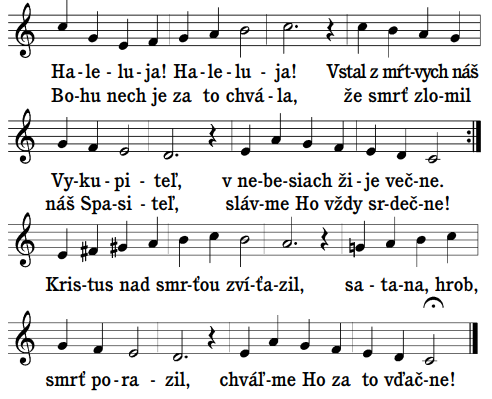 Ha - le - lu - ja! Ha - le - lu - ja! Vstal z mŕt - vych náš
Bo - hu nech je za to chvá - la, že smrť zlo - mil
Vy - ku - pi - teľ, v ne - be - siach ži - je več - ne.
náš Spa - si - teľ, sláv - me Ho vždy sr - deč - ne!
Kris - tus nad smr - ťou zví - ťa - zil, sa - ta - na, hrob,
smrť po - ra - zil, chváľ - me Ho za to vďač - ne!